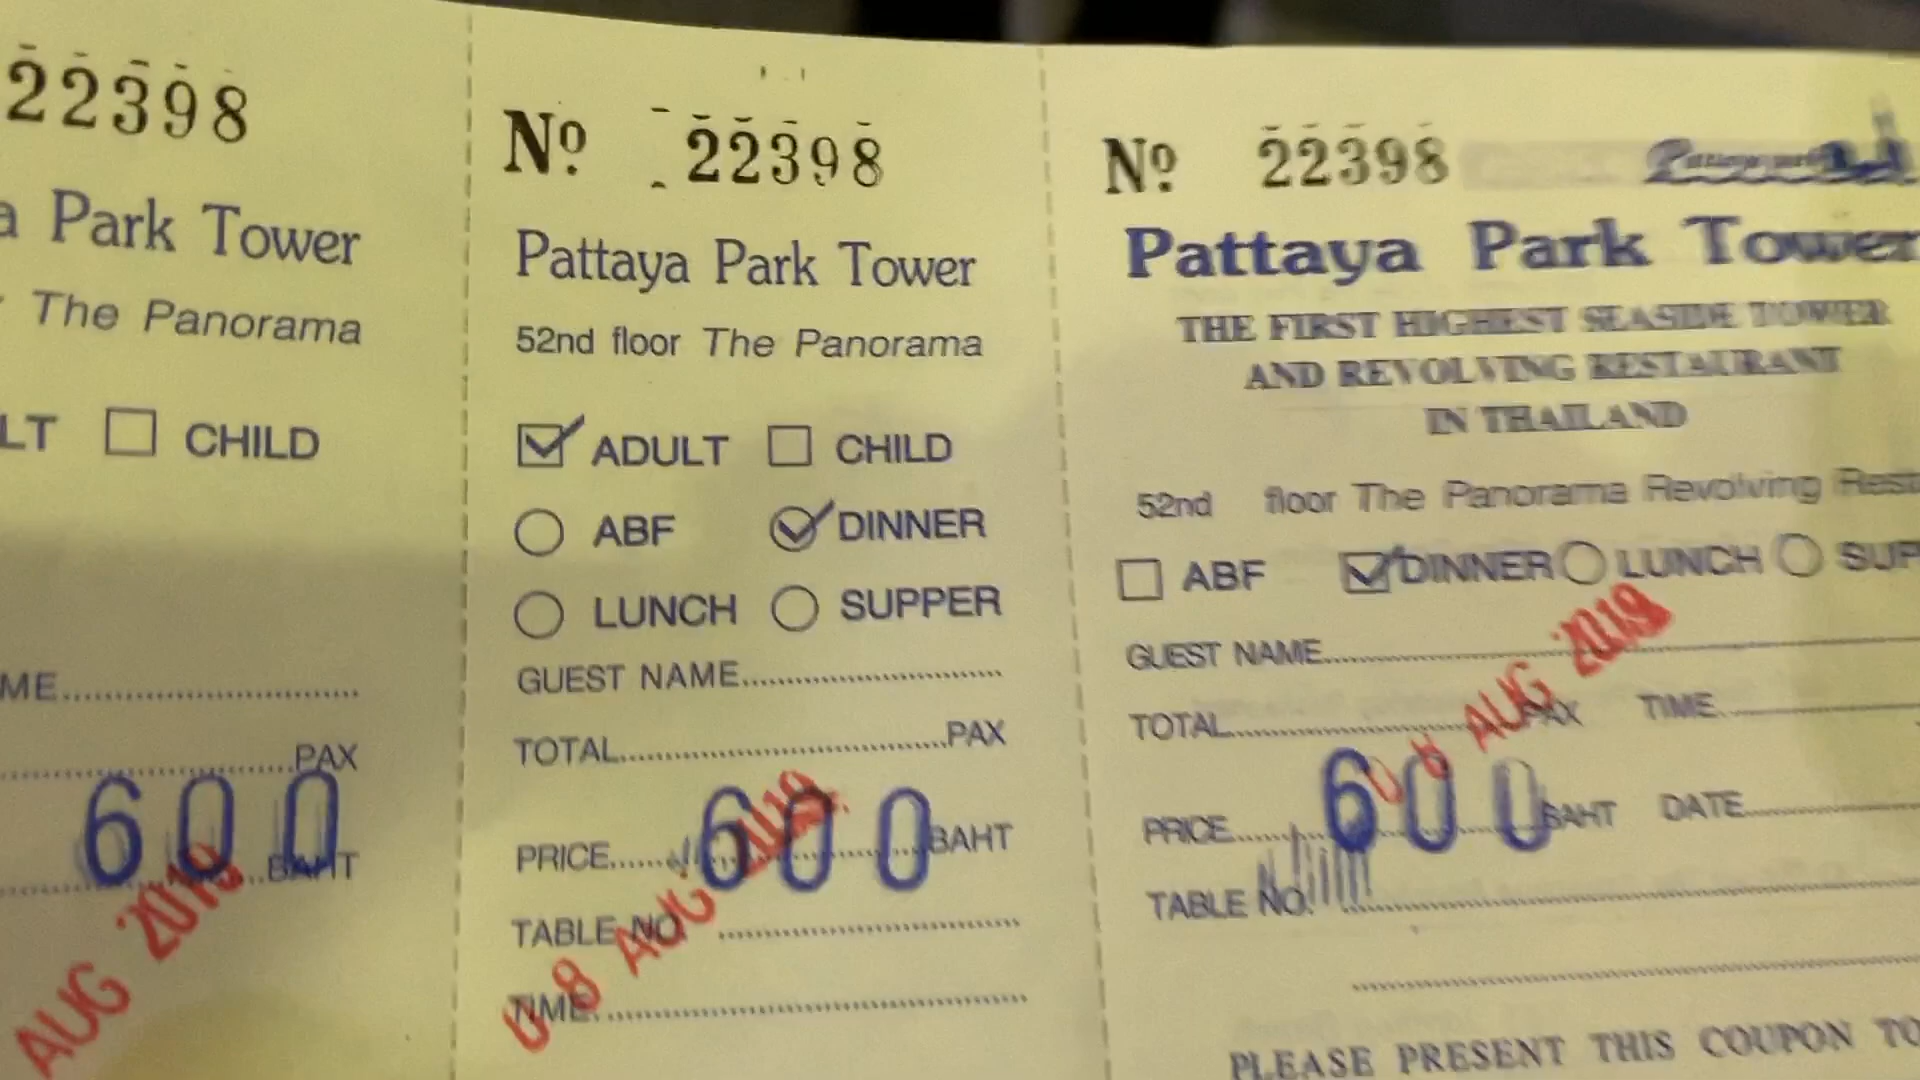 22398
a Park Tower
The Panorama
LT CHILD
ME
PAX
600
BAHT
AUG 2019
No 22398
Pattaya Park Tower
52nd floor The Panorama
ADULT CHILD
ABF DINNER
LUNCH SUPPER
GUEST NAME
TOTAL PAX
PRICE 600 BAHT
TABLE NO.
TIME
08 AUG 2019
No 22398
Pattaya Park Tower
THE FIRST HIGHEST SEASIDE TOWER
AND REVOLVING RESTAURANT
IN THAILAND
52nd floor The Panorama Revolving Rest
ABF DINNER LUNCH SUP
GUEST NAME
TOTAL PAX TIME
08 AUG 2019
PRICE 600 BAHT DATE
TABLE NO.
PLEASE PRESENT THIS COUPON TO